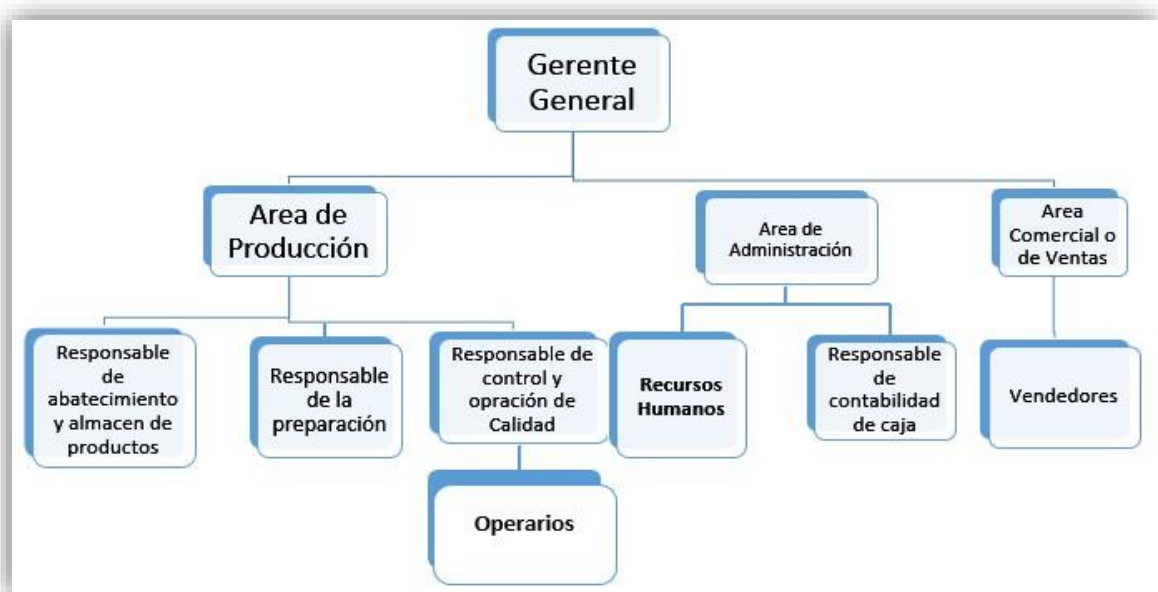 Gerente
General
Area de
Producción
Area de
Administración
Area
Comercial o
de Ventas
Responsable
de
abatecimiento
y almacen de
productos
Responsable
de la
preparación
Responsable de
control y
opración de
Calidad
Recursos
Humanos
Responsable
de
contabilidad
de caja
Vendedores
Operarios